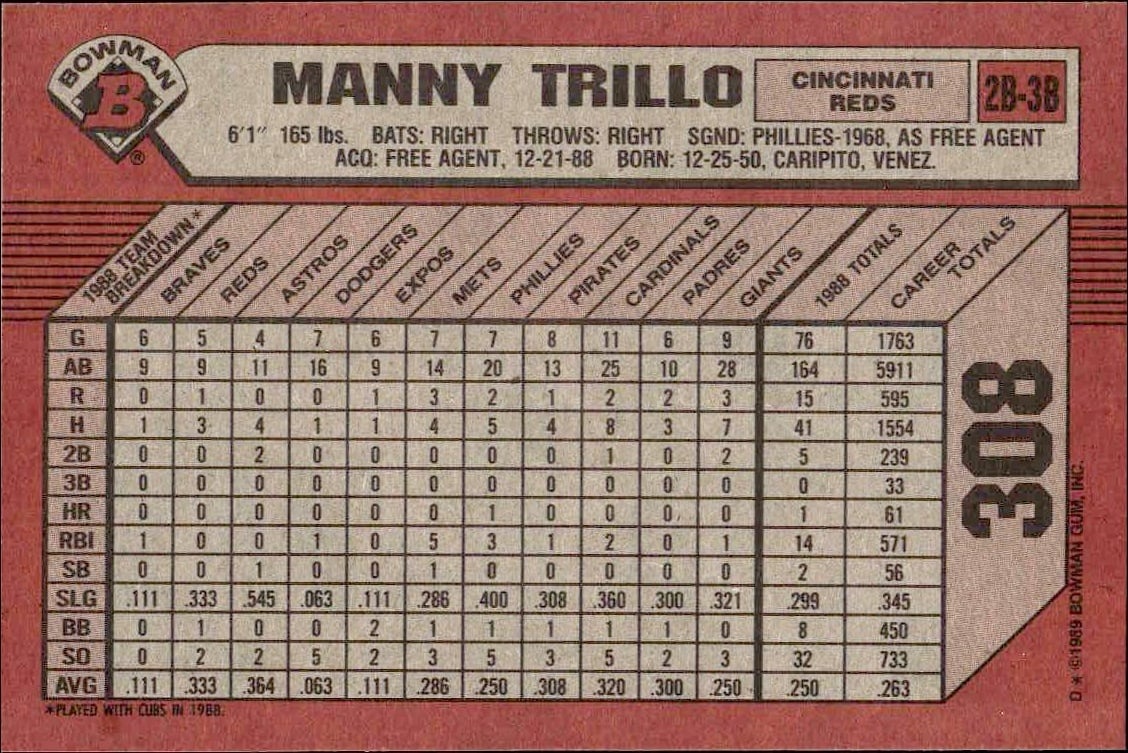 BOWMAN
B
®
MANNY TRILLO
CINCINNATI
REDS
2B-3B
6'1" 165 lbs. BATS: RIGHT THROWS: RIGHT SGND: PHILLIES-1968, AS FREE AGENT
ACQ: FREE AGENT, 12-21-88 BORN: 12-25-50, CARIPITO, VENEZ.
1988 TEAM
BREAKDOWN* BRAVES REDS ASTROS DODGERS EXPOS METS PHILLIES PIRATES CARDINALS PADRES GIANTS 1988 TOTALS CAREER TOTALS
G 6 5 4 7 6 7 7 8 11 6 9 76 1763
AB 9 9 11 16 9 14 20 13 25 10 28 164 5911
R 0 1 0 0 1 3 2 1 2 2 3 15 595
H 1 3 4 1 1 4 5 4 8 3 7 41 1554
2B 0 0 2 0 0 0 0 0 1 0 2 5 239
3B 0 0 0 0 0 0 0 0 0 0 0 0 33
HR 0 0 0 0 0 0 1 0 0 0 0 1 61
RBI 1 0 0 1 0 5 3 1 2 0 1 14 571
SB 0 0 1 0 0 1 0 0 0 0 0 2 56
SLG .111 .333 .545 .063 .111 .286 .400 .308 .360 .300 .321 .299 .345
BB 0 1 0 0 2 1 1 1 1 1 0 8 450
SO 0 2 2 5 2 3 5 3 5 2 3 32 733
AVG .111 .333 .364 .063 .111 .286 .250 .308 .320 .300 .250 .250 .263
*PLAYED WITH CUBS IN 1988.
308
D * ©1989 BOWMAN GUM, INC.